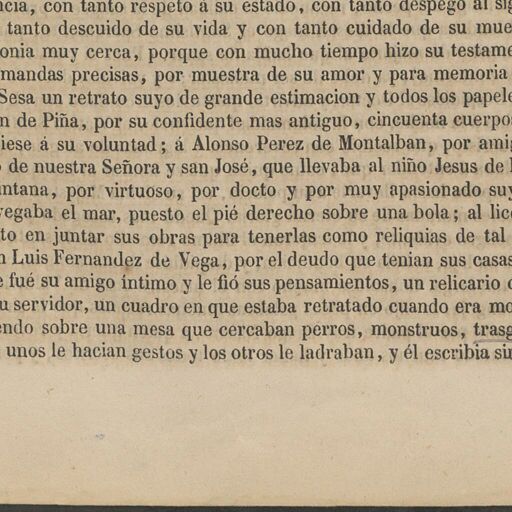 ncia, con tanto respeto á su estado, con tanto despego al sig
tanto descuido de su vida y con tanto cuidado de su mue
onia muy cerca, porque con mucho tiempo hizo su testame
mandas precisas, por muestra de su amor y para memoria
Sesa un retrato suyo de grande estimacion y todos los papele
n de Piña, por su confidente mas antiguo, cincuenta cuerpo
iese á su voluntad; á Alonso Perez de Montalban, por ami
de nuestra Señora y san José, que llevaba al niño Jesus de l
antana, por virtuoso, por docto y por muy apasionado suy
vegaba el mar, puesto el pié derecho sobre una bola; al lice
to en juntar sus obras para tenerlas como reliquias de tal
n Luis Fernandez de Vega, por el deudo que tenian sus casas
e fué su amigo íntimo y le fió sus pensamientos, un relicario
u servidor, un cuadro en que estaba retratado cuando era mo
endo sobre una mesa que cercaban perros, monstruos, trasg
unos le hacian gestos y los otros le ladraban, y él escribia sin